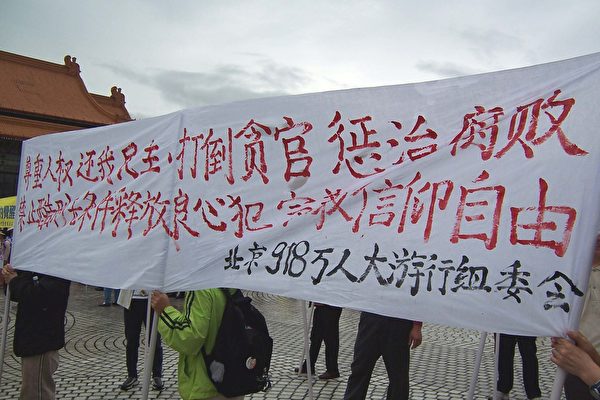 尊重人权 还我民主,打倒贪官 惩治腐败
禁止酷刑 无条件释放良心犯 宗教信仰自由
北京918万人大游行组委会